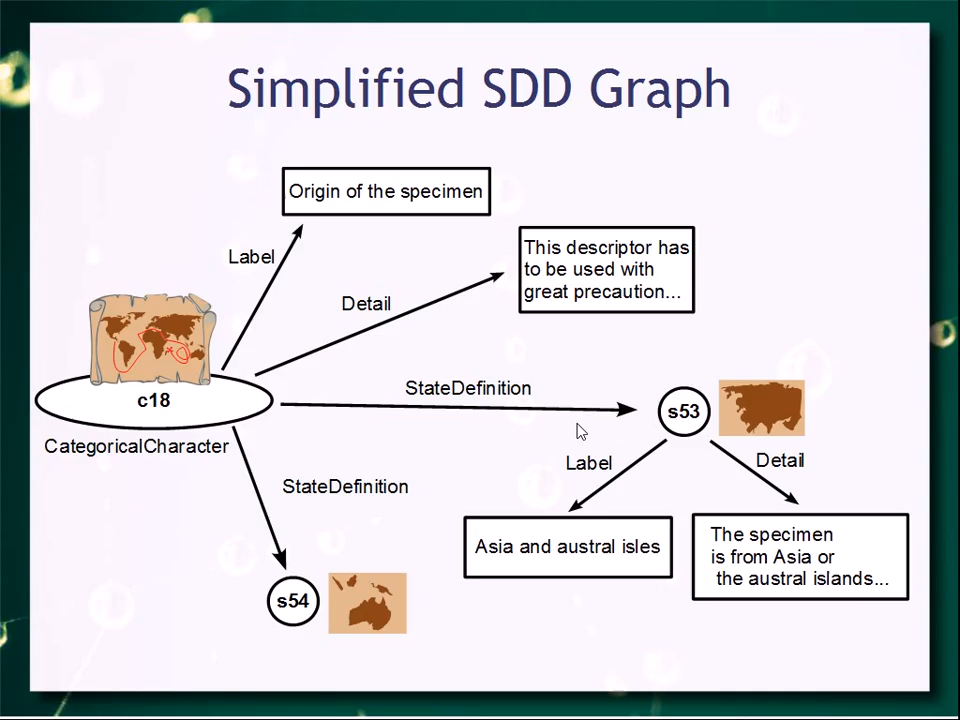 Simplified SDD Graph
Origin of the specimen
Label
This descriptor has
to be used with
great precaution...
Detail
StateDefinition
c18
s53
CategoricalCharacter
Label
Detail
StateDefinition
Asia and austral isles
The specimen
is from Asia or
the austral islands...
s54